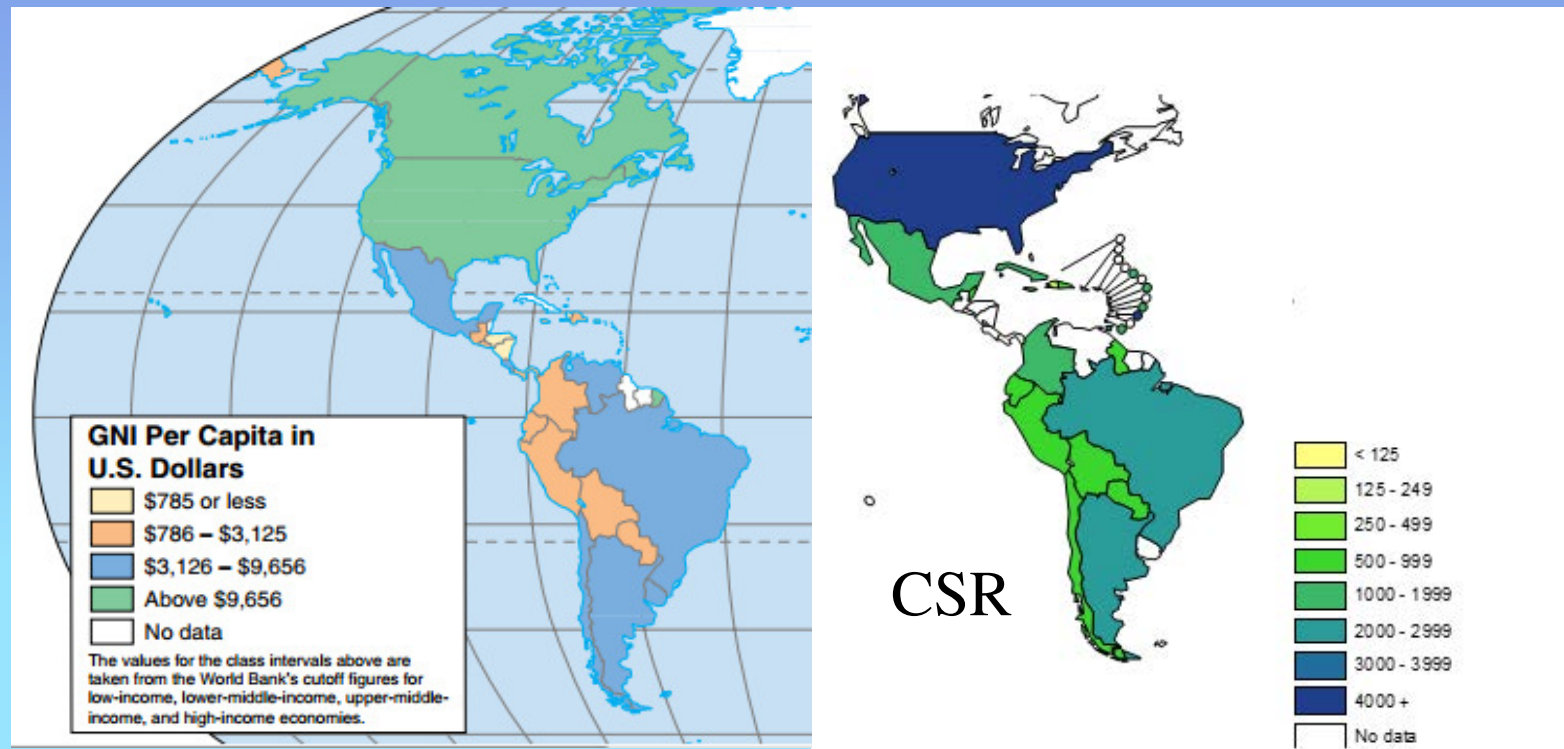 GNI Per Capita in
U.S. Dollars
$785 or less
$786 – $3,125
$3,126 – $9,656
Above $9,656
No data
The values for the class intervals above are
taken from the World Bank's cutoff figures for
low-income, lower-middle-income, upper-middle-
income, and high-income economies.
CSR
< 125
125 - 249
250 - 499
500 - 999
1000 - 1999
2000 - 2999
3000 - 3999
4000 +
No data